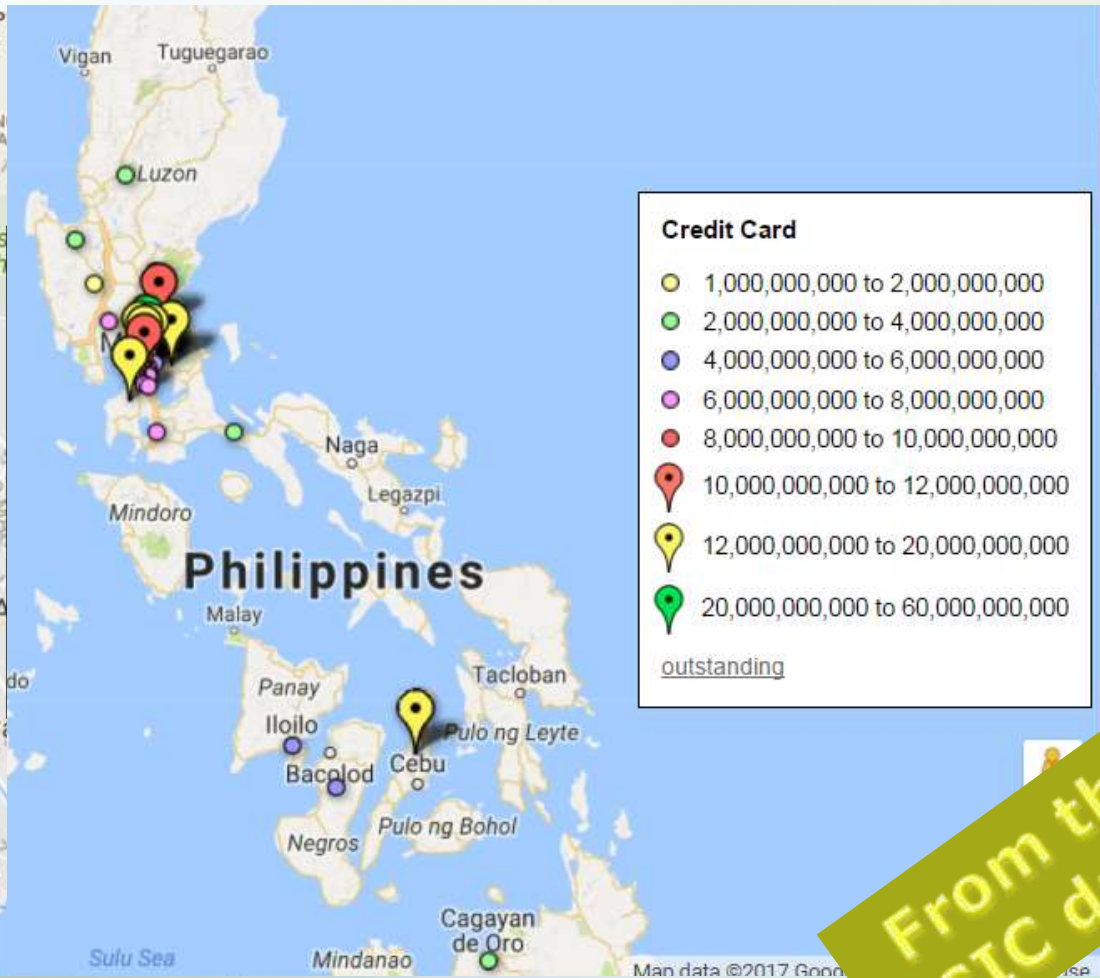 Vigan
Tuguegarao
Luzon
Credit Card
1,000,000,000 to 2,000,000,000
2,000,000,000 to 4,000,000,000
4,000,000,000 to 6,000,000,000
6,000,000,000 to 8,000,000,000
8,000,000,000 to 10,000,000,000
10,000,000,000 to 12,000,000,000
12,000,000,000 to 20,000,000,000
20,000,000,000 to 60,000,000,000
outstanding
Naga
Legazpi
Mindoro
Philippines
Malay
Tacloban
Panay
Iloilo
Pulo ng Leyte
Cebu
Bacolod
Pulo ng Bohol
Negros
Cagayan
de Oro
Sulu Sea
Mindanao
Map data ©2017
From